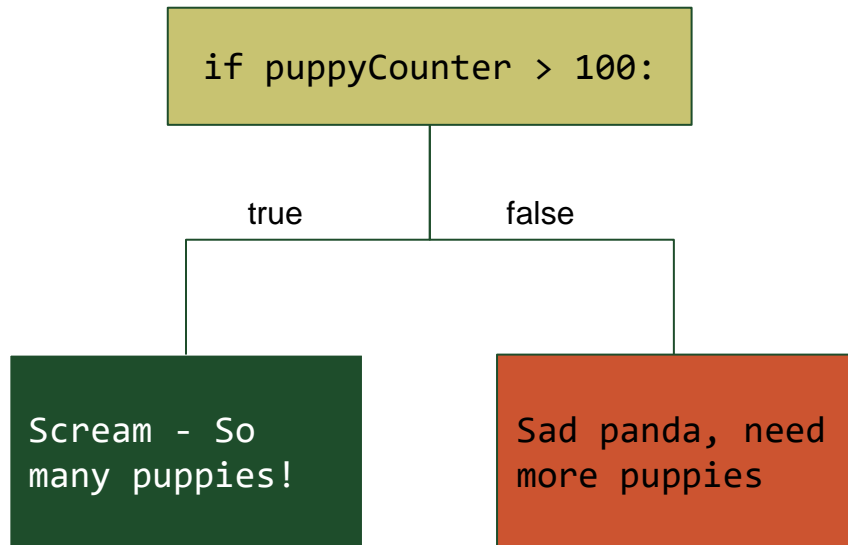 if puppyCounter > 100:
true
false
Scream - So
many puppies!
Sad panda, need
more puppies